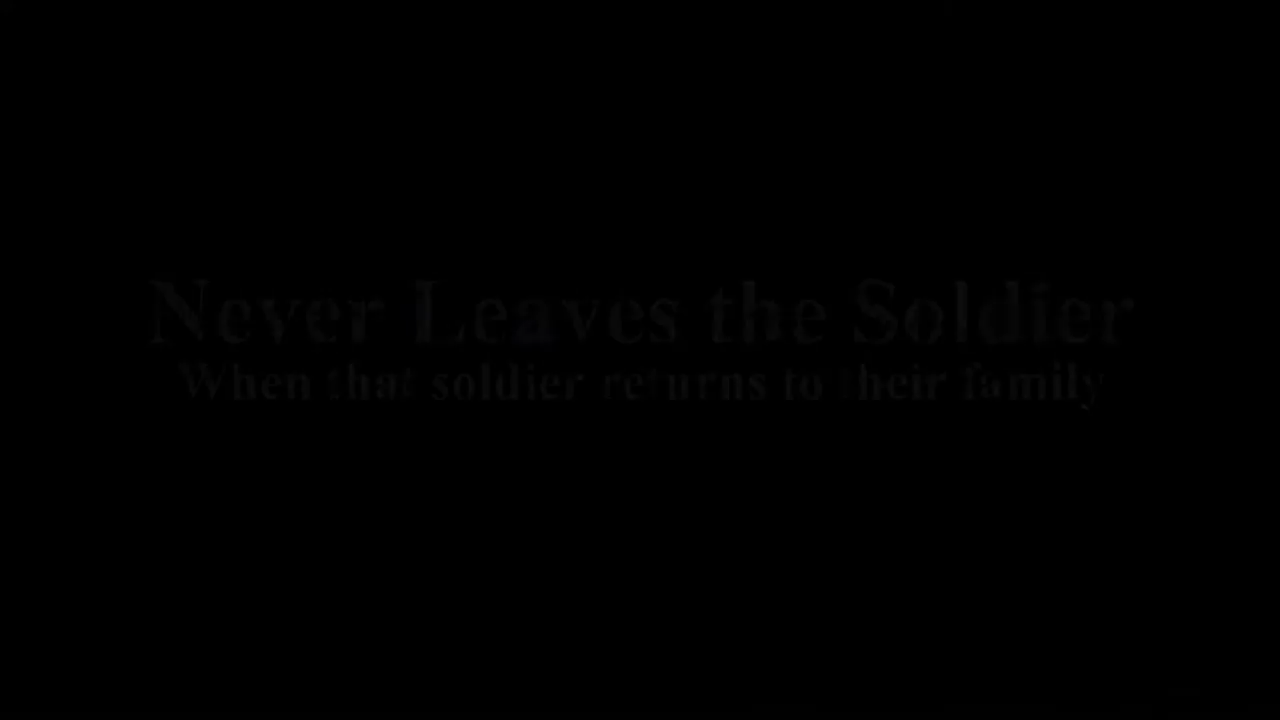 Never Leaves the Soldier
When that soldier returns to their family